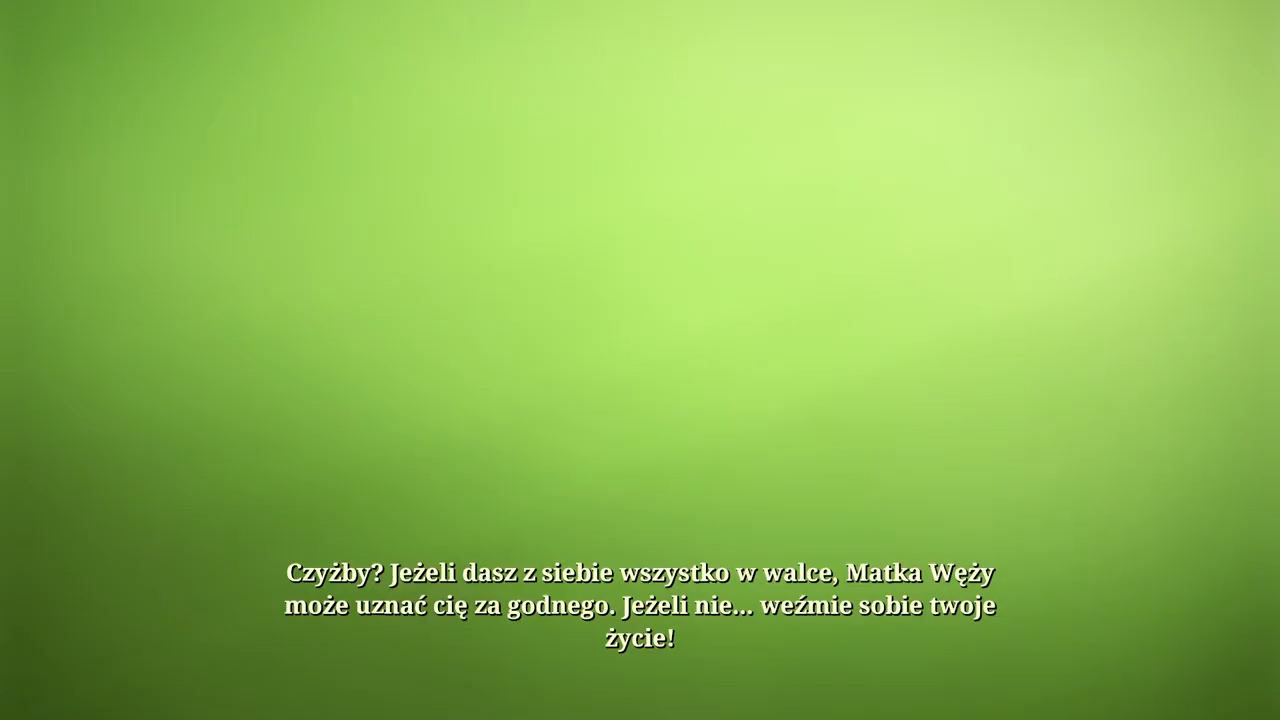 Czyżby? Jeżeli dasz z siebie wszystko w walce, Matka Węży
może uznać cię za godnego. Jeżeli nie... weźmie sobie twoje
życie!